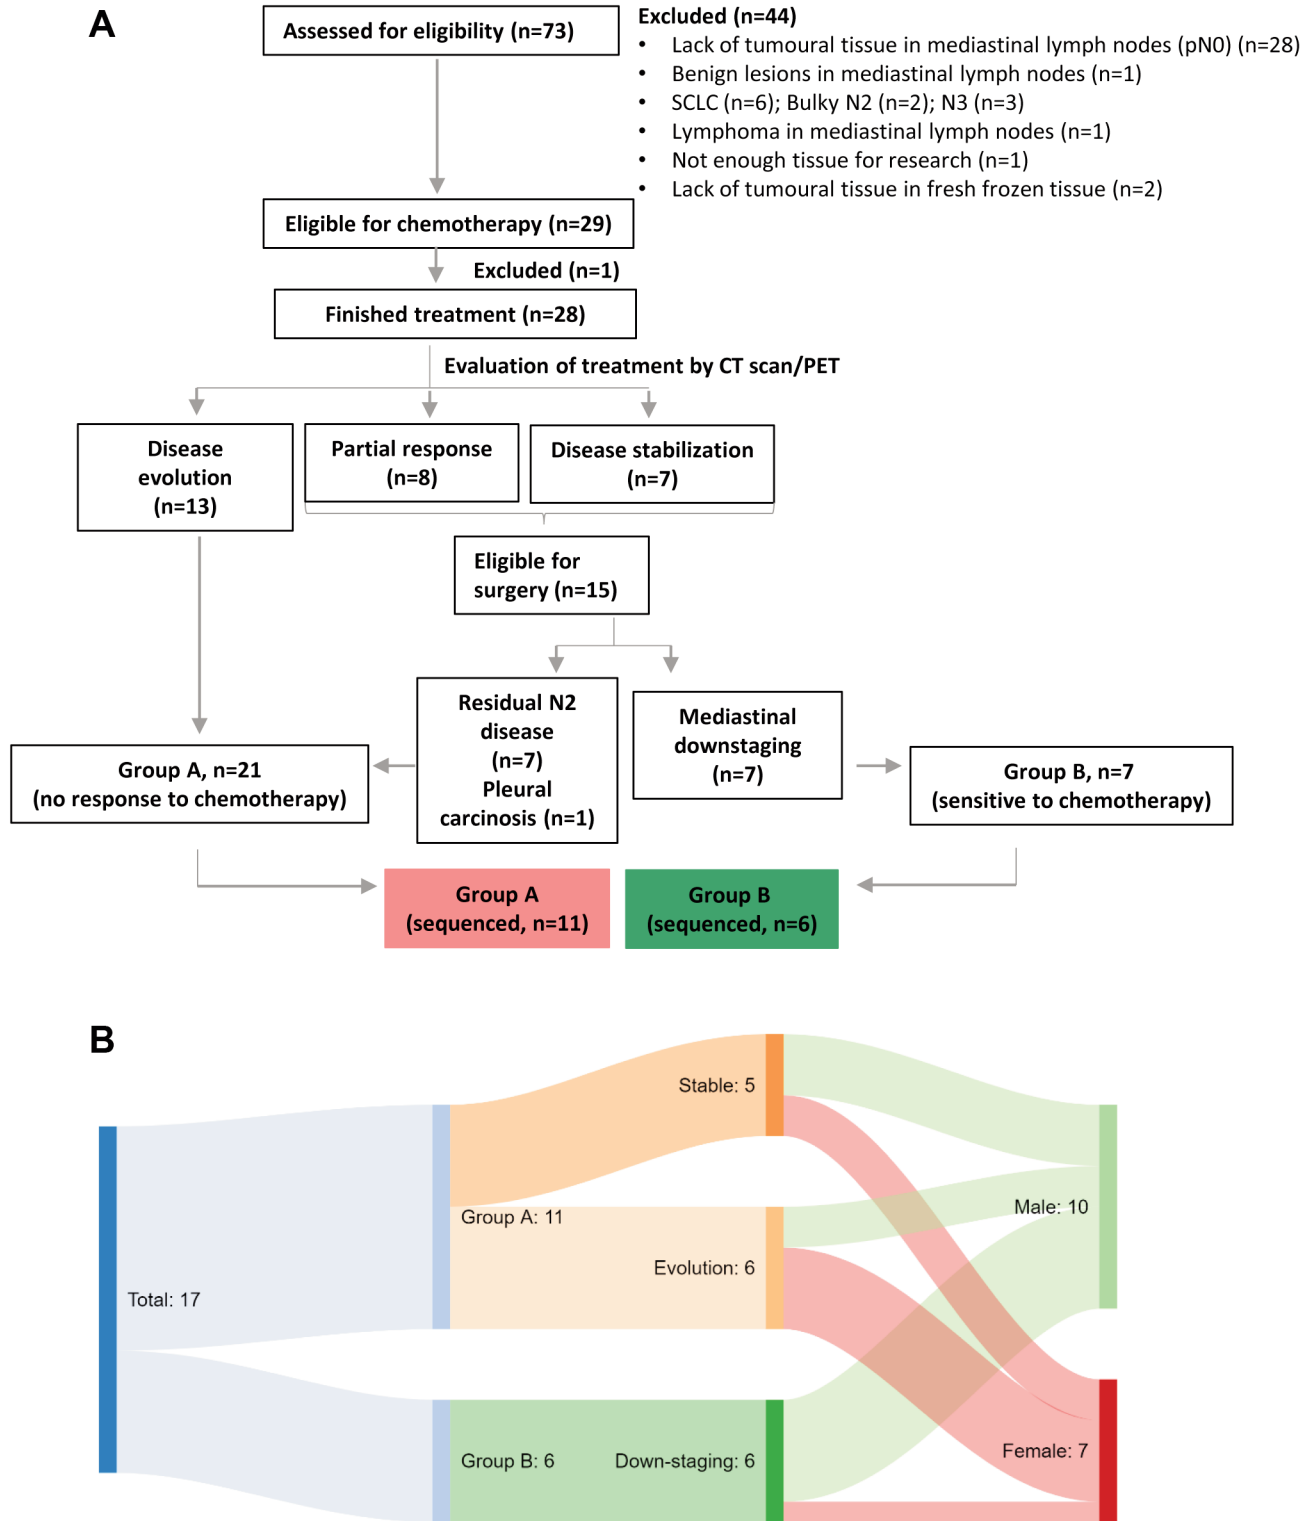 A
Assessed for eligibility (n=73)
Excluded (n=44)
• Lack of tumoural tissue in mediastinal lymph nodes (pN0) (n=28)
• Benign lesions in mediastinal lymph nodes (n=1)
• SCLC (n=6); Bulky N2 (n=2); N3 (n=3)
• Lymphoma in mediastinal lymph nodes (n=1)
• Not enough tissue for research (n=1)
• Lack of tumoural tissue in fresh frozen tissue (n=2)
Eligible for chemotherapy (n=29)
Excluded (n=1)
Finished treatment (n=28)
Evaluation of treatment by CT scan/PET
Disease
evolution
(n=13)
Partial response
(n=8)
Disease stabilization
(n=7)
Eligible for
surgery (n=15)
Residual N2
disease
(n=7)
Pleural
carcinosis (n=1)
Mediastinal
downstaging
(n=7)
Group A, n=21
(no response to chemotherapy)
Group B, n=7
(sensitive to chemotherapy)
Group A
(sequenced, n=11)
Group B
(sequenced, n=6)
B
Stable: 5
Male: 10
Group A: 11
Evolution: 6
Total: 17
Female: 7
Group B: 6
Down-staging: 6